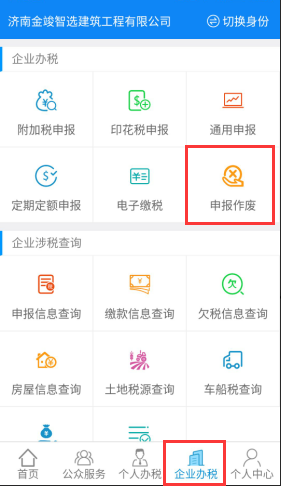 济南金竣智选建筑工程有限公司 切换身份
企业办税
附加税申报 印花税申报 通用申报
定期定额申报 电子缴税 申报作废
企业涉税查询
申报信息查询 缴款信息查询 欠税信息查询
房屋信息查询 土地税源查询 车船税查询
首页 公众服务 个人办税 企业办税 个人中心